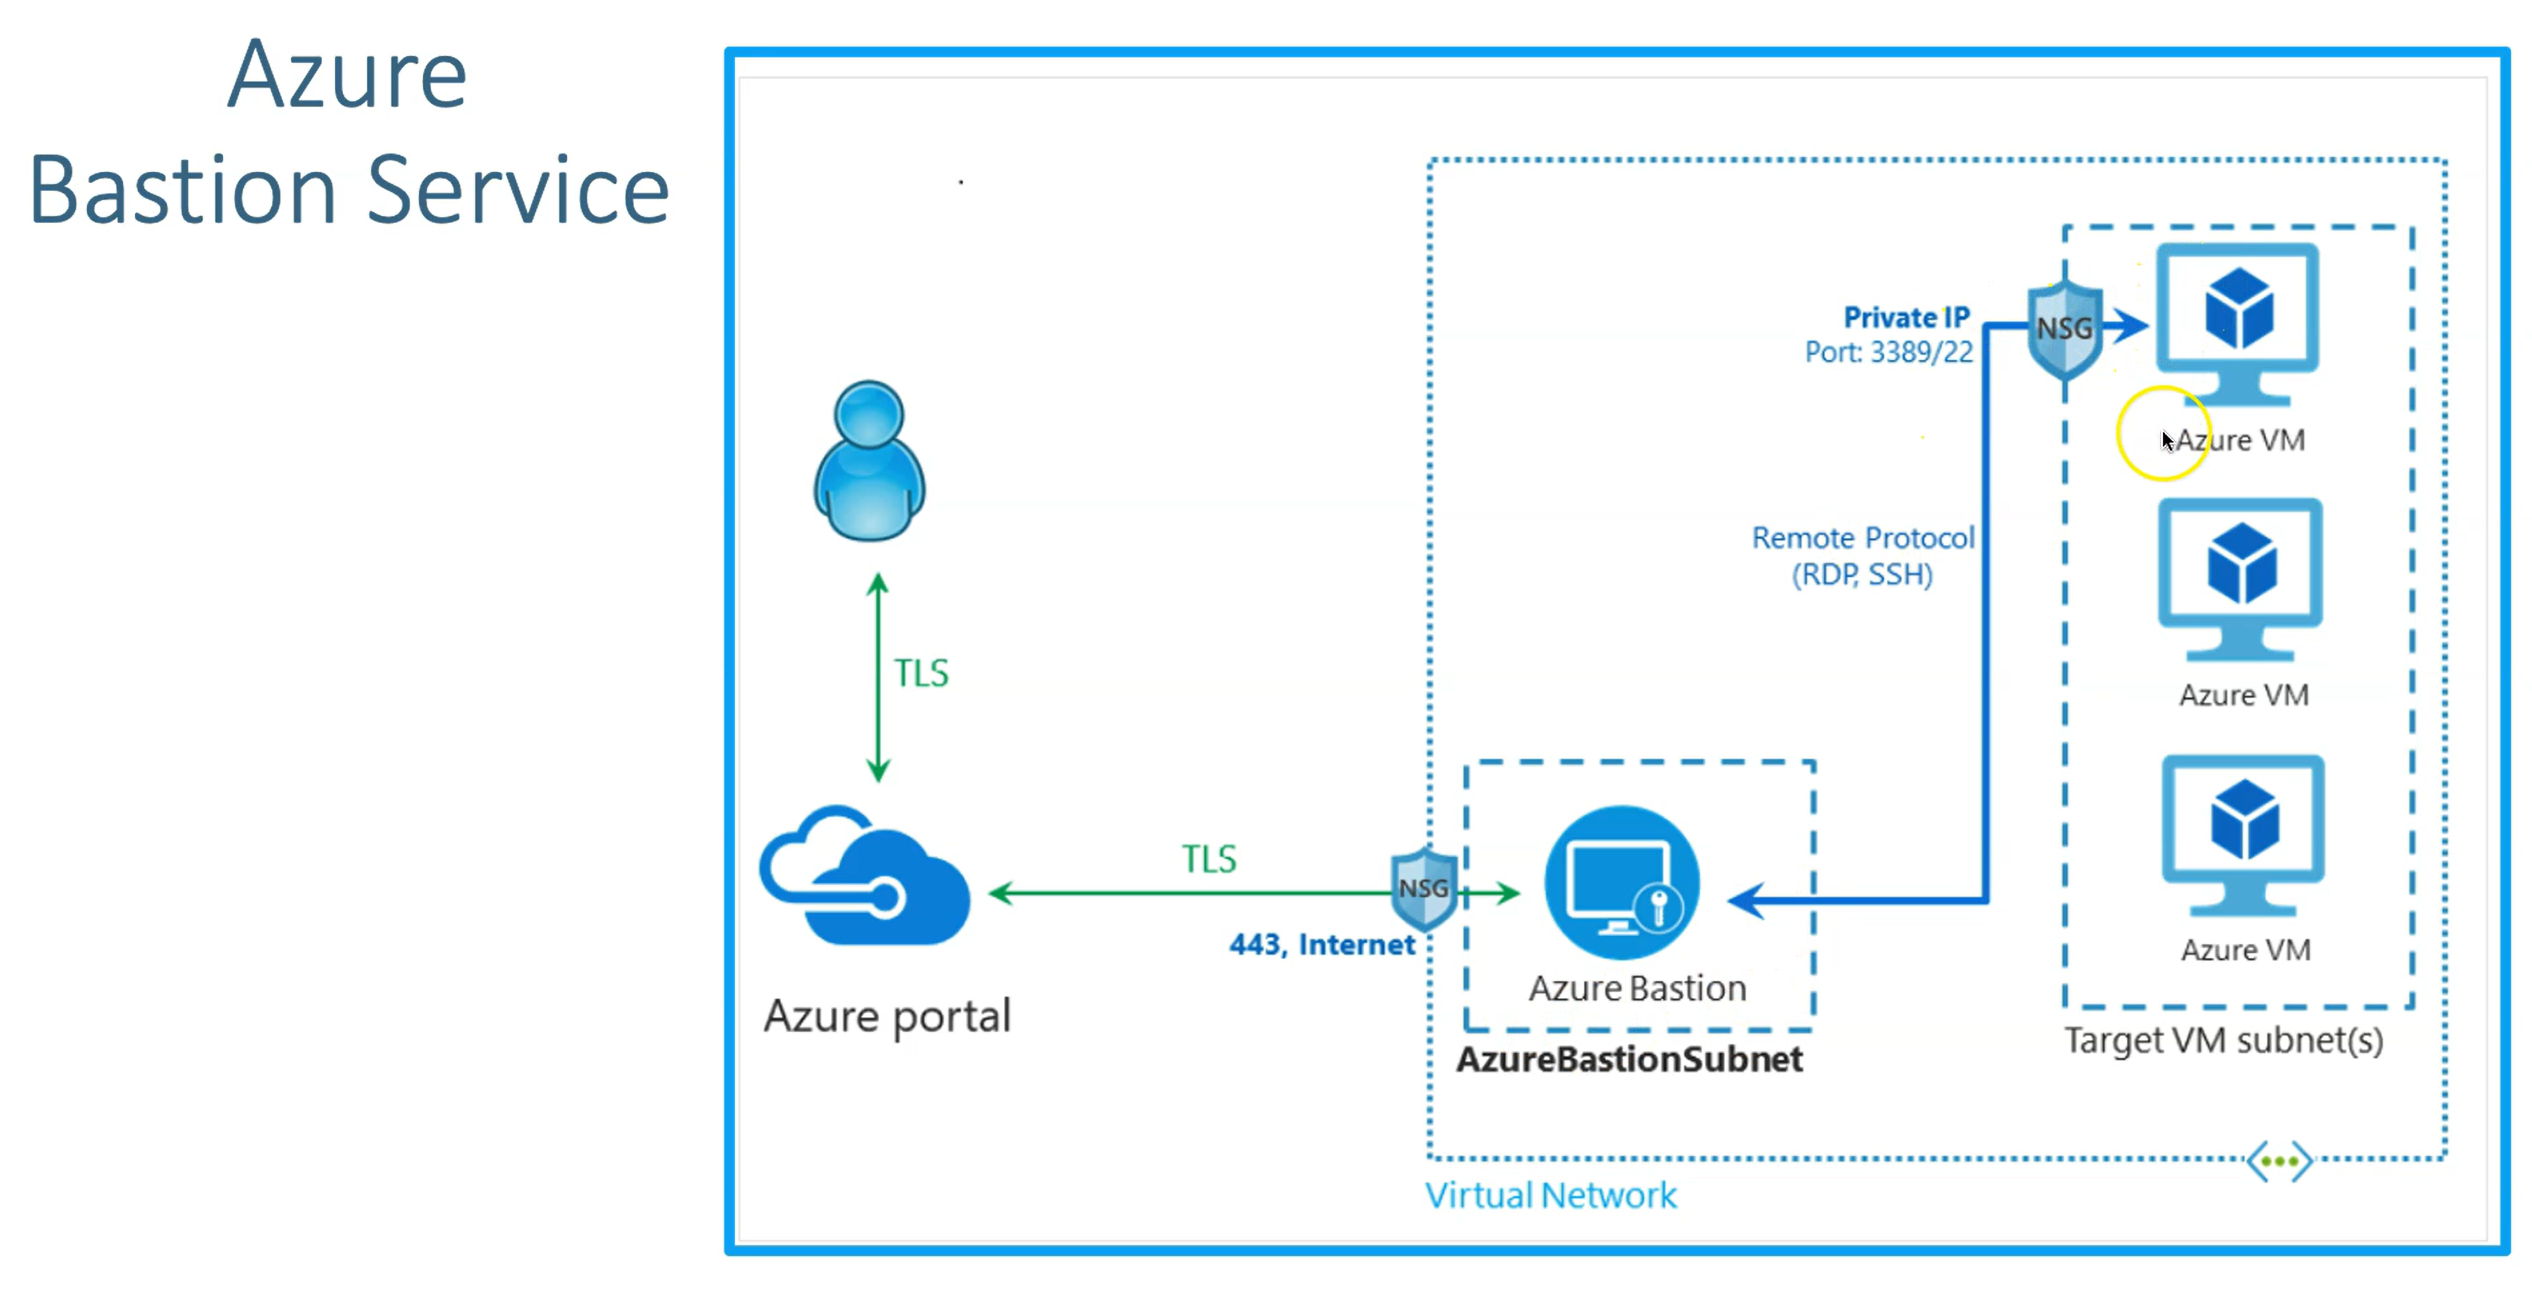 Azure
Bastion Service
Private IP
Port: 3389/22
NSG
Azure VM
Remote Protocol
(RDP, SSH)
Azure VM
TLS
TLS
NSG
443, Internet
Azure portal
Azure Bastion
AzureBastionSubnet
Azure VM
Target VM subnet(s)
Virtual Network